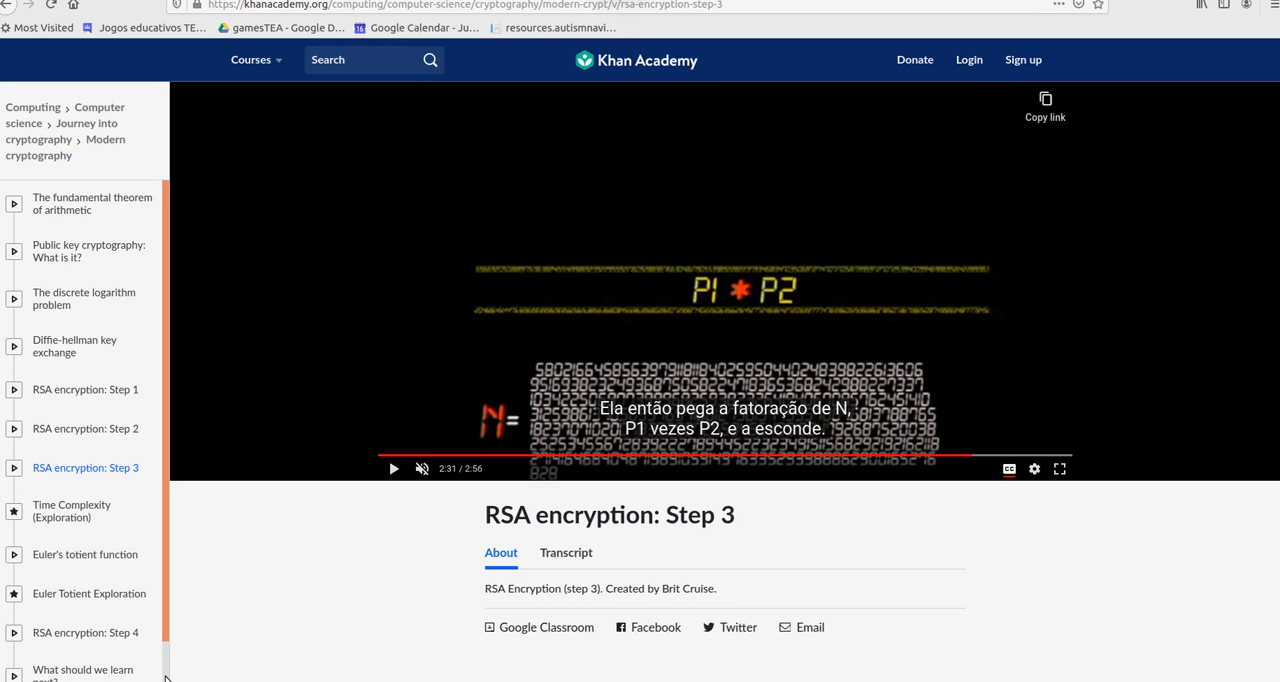 https://khanacademy.org/computing/computer-science/cryptography/modern-crypt/v/rsa-encryption-step-3
Most Visited
Jogos educativos TE...
gamesTEA - Google D...
Google Calendar - Ju...
resources.autismnavi...
Courses
Search
Khan Academy
Donate
Login
Sign up
Computing > Computer
science > Journey into
cryptography > Modern
cryptography
The fundamental theorem
of arithmetic
Public key cryptography:
What is it?
The discrete logarithm
problem
Diffie-hellman key
exchange
RSA encryption: Step 1
RSA encryption: Step 2
RSA encryption: Step 3
Time Complexity
(Exploration)
Euler's totient function
Euler Totient Exploration
RSA encryption: Step 4
What should we learn
next?
Copy link
P1 * P2
N=
Ela então pega a fatoração de N,
P1 vezes P2, e a esconde.
2:31 / 2:56
RSA encryption: Step 3
About
Transcript
RSA Encryption (step 3). Created by Brit Cruise.
Google Classroom
Facebook
Twitter
Email